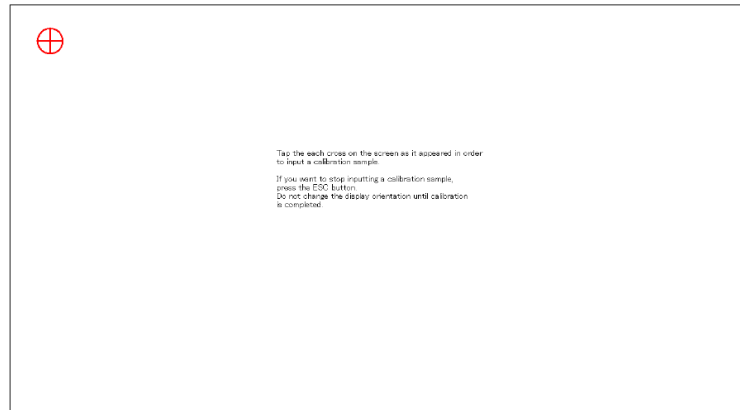 Tap the each cross on the screen as it appeared in order
to input a calibration sample.
If you want to stop inputting a calibration sample,
press the ESC button.
Do not change the display orientation until calibration
is completed.